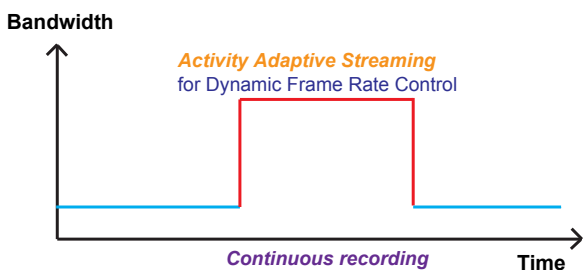 Bandwidth
Activity Adaptive Streaming
for Dynamic Frame Rate Control
Continuous recording
Time